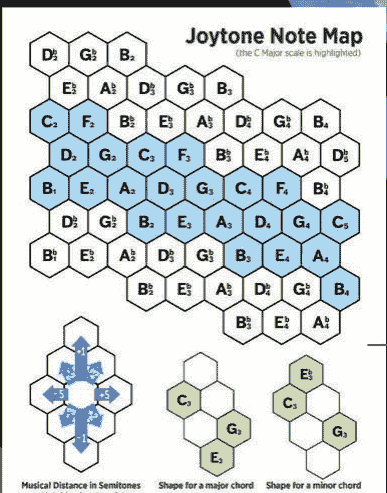 Joytone Note Map
(the C Major scale is highlighted)
D♭2 G♭2 B2
E♭2 A♭2 D♭3 G♭3 B3
C2 F2 B♭2 E♭3 A♭3 D♭4 G♭4 B4
D2 G2 C3 F3 B♭3 E♭4 A♭4 D♭5
B1 E2 A2 D3 G3 C4 F4 B♭4
D♭2 G♭2 B2 E3 A3 D4 G4 C5
E♭2 A♭2 D♭3 G♭3 B3 E4 A4
B♭2 E♭3 A♭3 D♭4 G♭4 B4
B♭3 E♭4 A♭4
+1
-5 +5
-1
Musical Distance in Semitones
C3
G3
E3
Shape for a major chord
E♭3
C3
G3
Shape for a minor chord